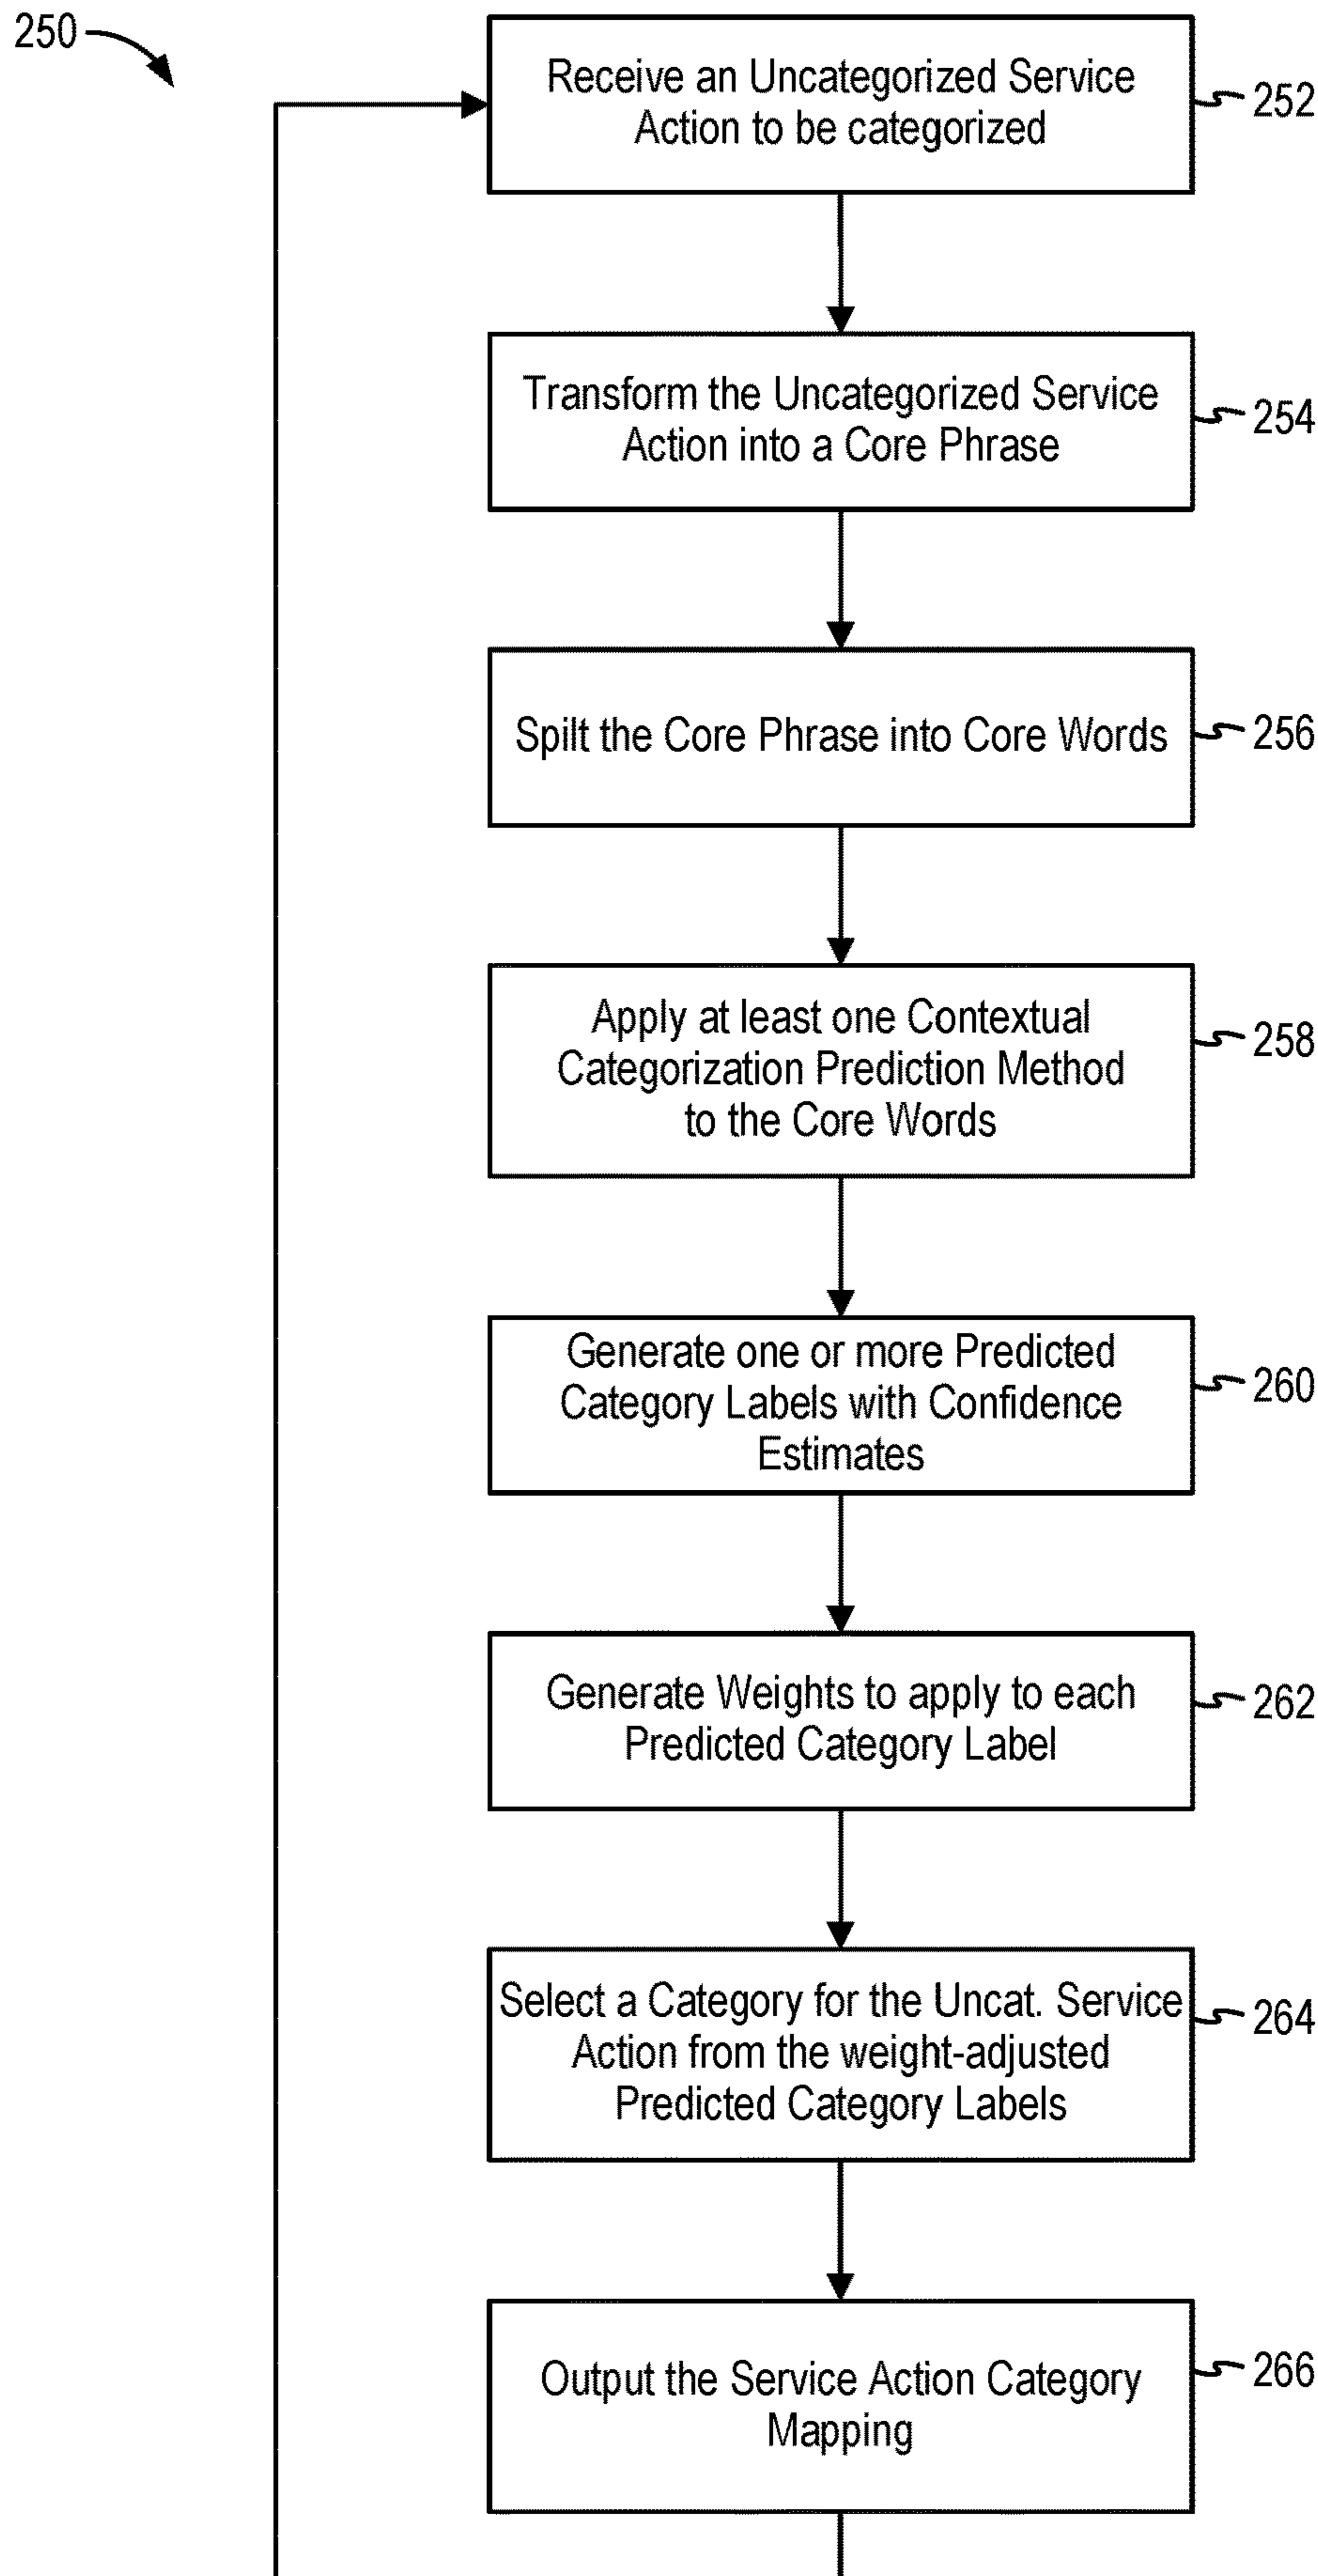 250
Receive an Uncategorized Service
Action to be categorized
252
Transform the Uncategorized Service
Action into a Core Phrase
254
Spilt the Core Phrase into Core Words
256
Apply at least one Contextual
Categorization Prediction Method
to the Core Words
258
Generate one or more Predicted
Category Labels with Confidence
Estimates
260
Generate Weights to apply to each
Predicted Category Label
262
Select a Category for the Uncat. Service
Action from the weight-adjusted
Predicted Category Labels
264
Output the Service Action Category
Mapping
266